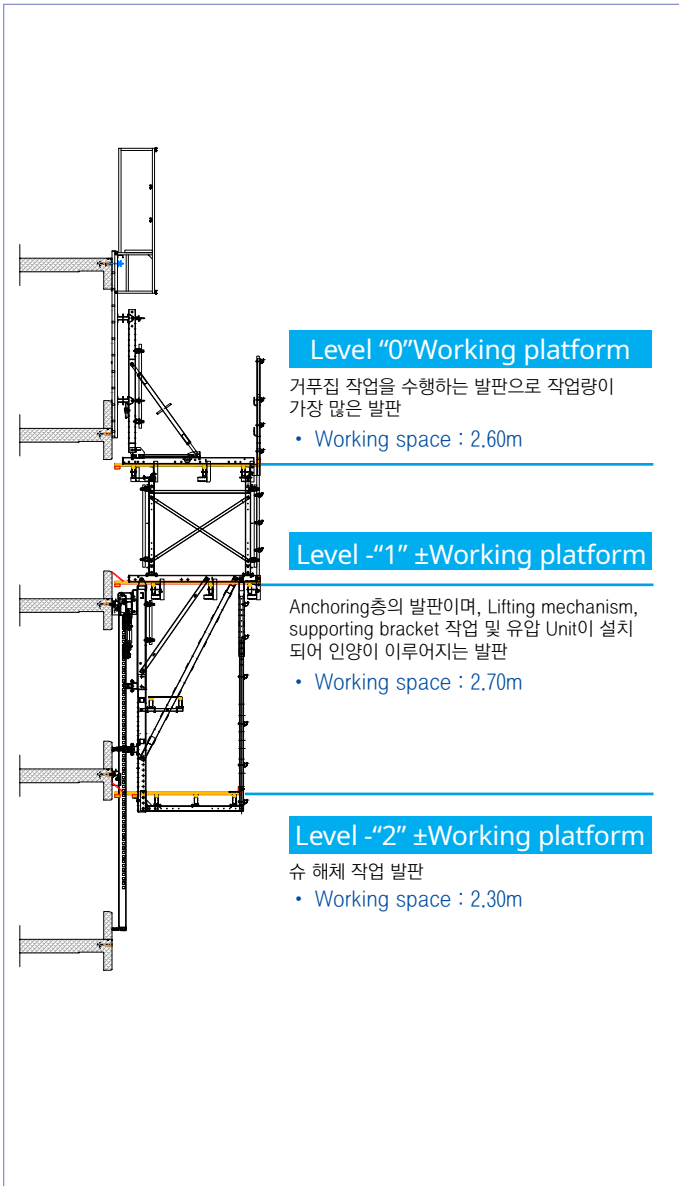 Level “0”Working platform
거푸집 작업을 수행하는 발판으로 작업량이
가장 많은 발판
• Working space : 2.60m
Level -“1” ±Working platform
Anchoring층의 발판이며, Lifting mechanism,
supporting bracket 작업 및 유압 Unit이 설치
되어 인양이 이루어지는 발판
• Working space : 2.70m
Level -“2” ±Working platform
슈 해체 작업 발판
• Working space : 2.30m